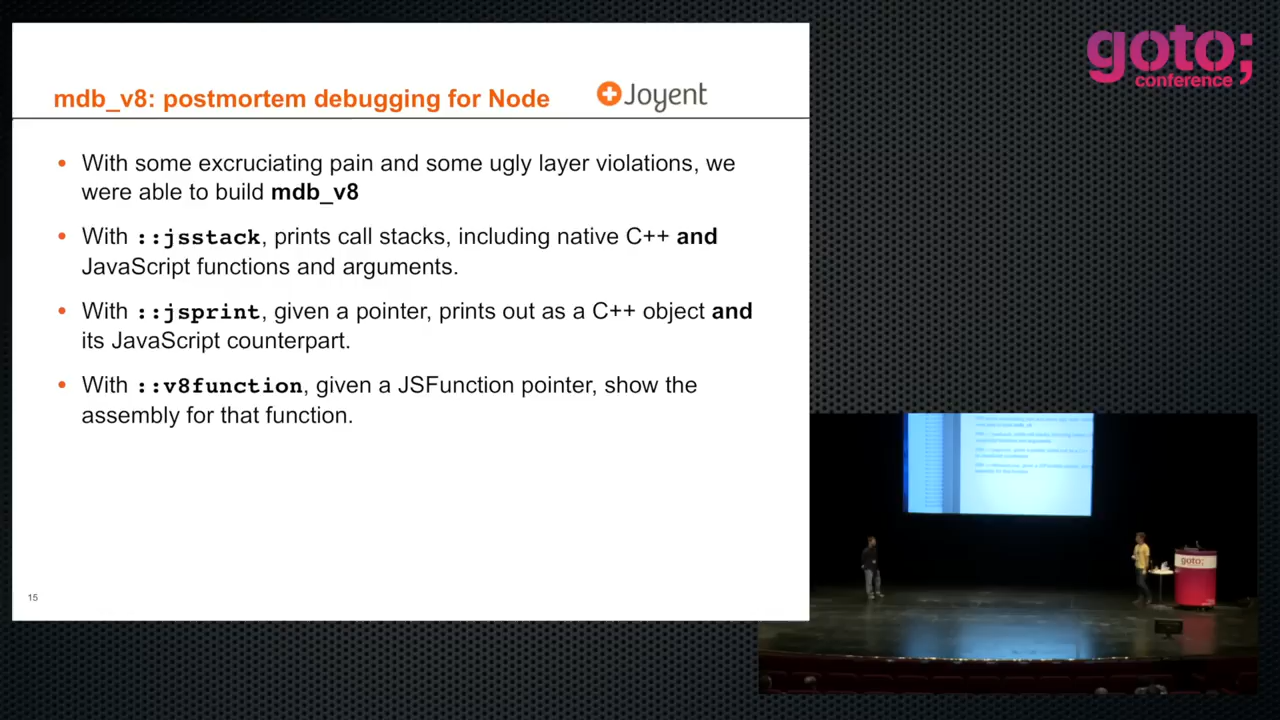 goto;
conference
mdb_v8: postmortem debugging for Node
Joyent
• With some excruciating pain and some ugly layer violations, we
were able to build mdb_v8
• With ::jsstack, prints call stacks, including native C++ and
JavaScript functions and arguments.
• With ::jsprint, given a pointer, prints out as a C++ object and
its JavaScript counterpart.
• With ::v8function, given a JSFunction pointer, show the
assembly for that function.
15
goto;